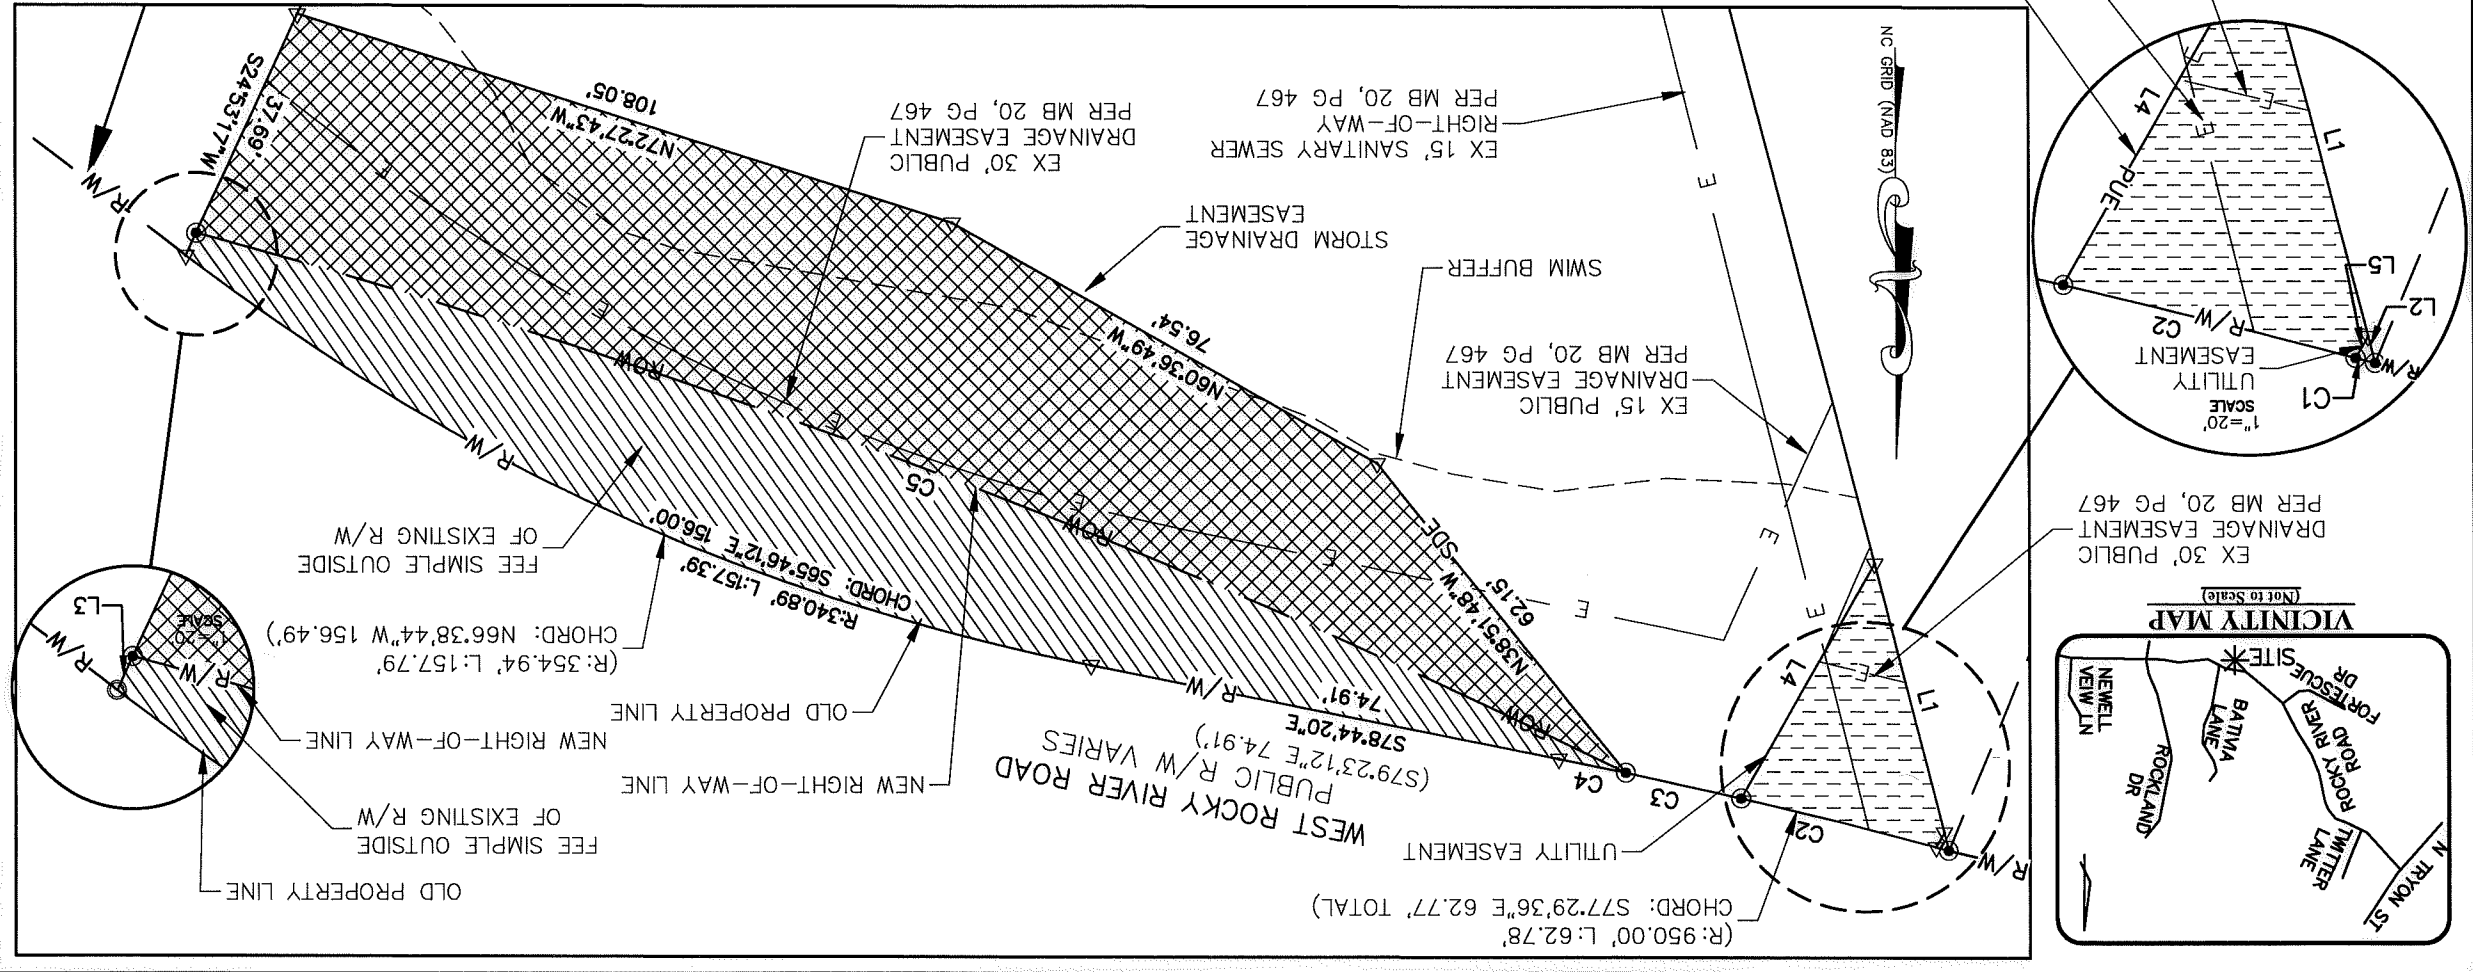 VICINITY MAP
(Not to Scale)
N TRYON ST
TWITTER
LANE
ROCKY RIVER
ROAD
FORTESCUE
DR
SITE
BATIVIA
LANE
ROCKLAND
DR
NEWELL
VEIW LN
(R:950.00' L:62.78'
CHORD: S77°29'36"E 62.77' TOTAL)
R/W
C2
C3
C4
UTILITY EASEMENT
L1
L4
E
E
WEST ROCKY RIVER ROAD
PUBLIC R/W VARIES
(S79°23'12"E 74.91')
S78°44'20"E
74.91'
R/W
ROW
OLD PROPERTY LINE
FEE SIMPLE OUTSIDE
OF EXISTING R/W
NEW RIGHT-OF-WAY LINE
R/W
R/W
L3
1"=20'
SCALE
NEW RIGHT-OF-WAY LINE
OLD PROPERTY LINE
(R:354.94' L:157.79'
CHORD: N66°38'44"W 156.49')
R:340.89' L:157.39'
CHORD: S65°46'12"E 156.00'
FEE SIMPLE OUTSIDE
OF EXISTING R/W
EX 30' PUBLIC
DRAINAGE EASEMENT
PER MB 20, PG 467
N38°51'48"W
62.15'
SDE
E
E
E
E
E
ROW
C5
R/W
EX 15' PUBLIC
DRAINAGE EASEMENT
PER MB 20, PG 467
1"=20'
SCALE
C1
UTILITY
EASEMENT
R/W
R/W
C2
L2
L5
L1
L4
PUE
E
E
E
N60°36'49"W
76.54'
ROW
E
SWIM BUFFER
STORM DRAINAGE
EASEMENT
NC GRID (NAD 83)
E
EX 15' SANITARY SEWER
RIGHT-OF-WAY
PER MB 20, PG 467
EX 30' PUBLIC
DRAINAGE EASEMENT
PER MB 20, PG 467
N72°27'43"W
108.05'
E
S24°53'17"W
37.69'
R/W